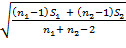 √(((n₁−1)S₁ + (n₂−1)S₂)/(n₁+ n₂−2))